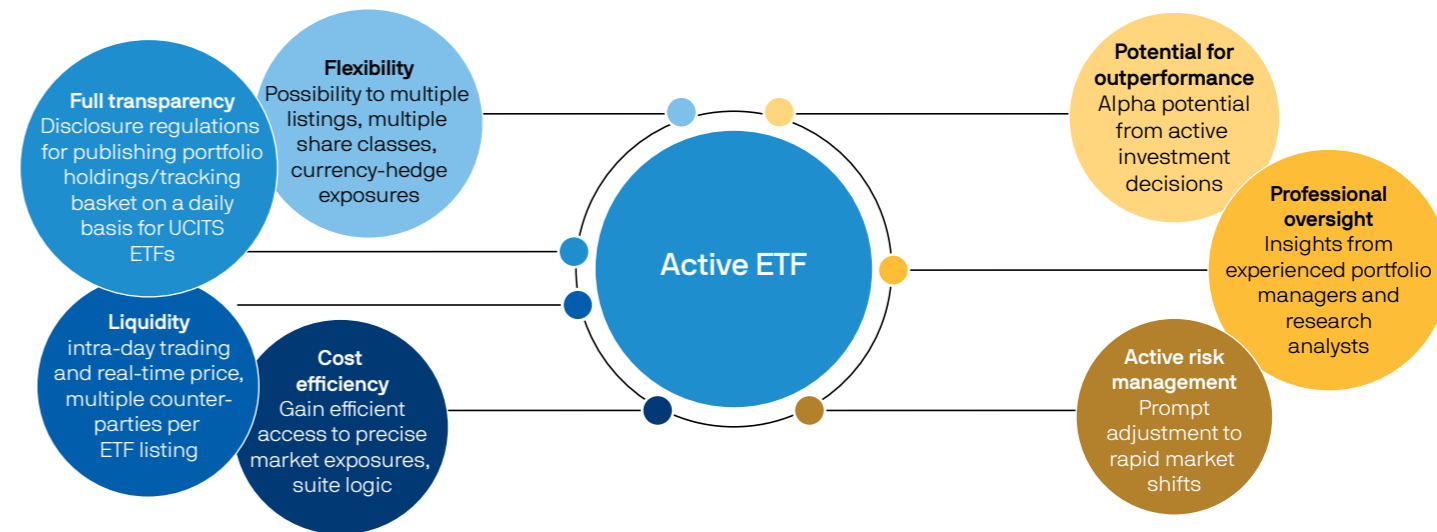 Full transparency
Disclosure regulations
for publishing portfolio
holdings/tracking
basket on a daily
basis for UCITS
ETFs
Flexibility
Possibility to multiple
listings, multiple
share classes,
currency-hedge
exposures
Liquidity
intra-day trading
and real-time price,
multiple counter-
parties per
ETF listing
Cost
efficiency
Gain efficient
access to precise
market exposures,
suite logic
Active ETF
Potential for
outperformance
Alpha potential
from active
investment
decisions
Professional
oversight
Insights from
experienced portfolio
managers and
research
analysts
Active risk
management
Prompt
adjustment to
rapid market
shifts